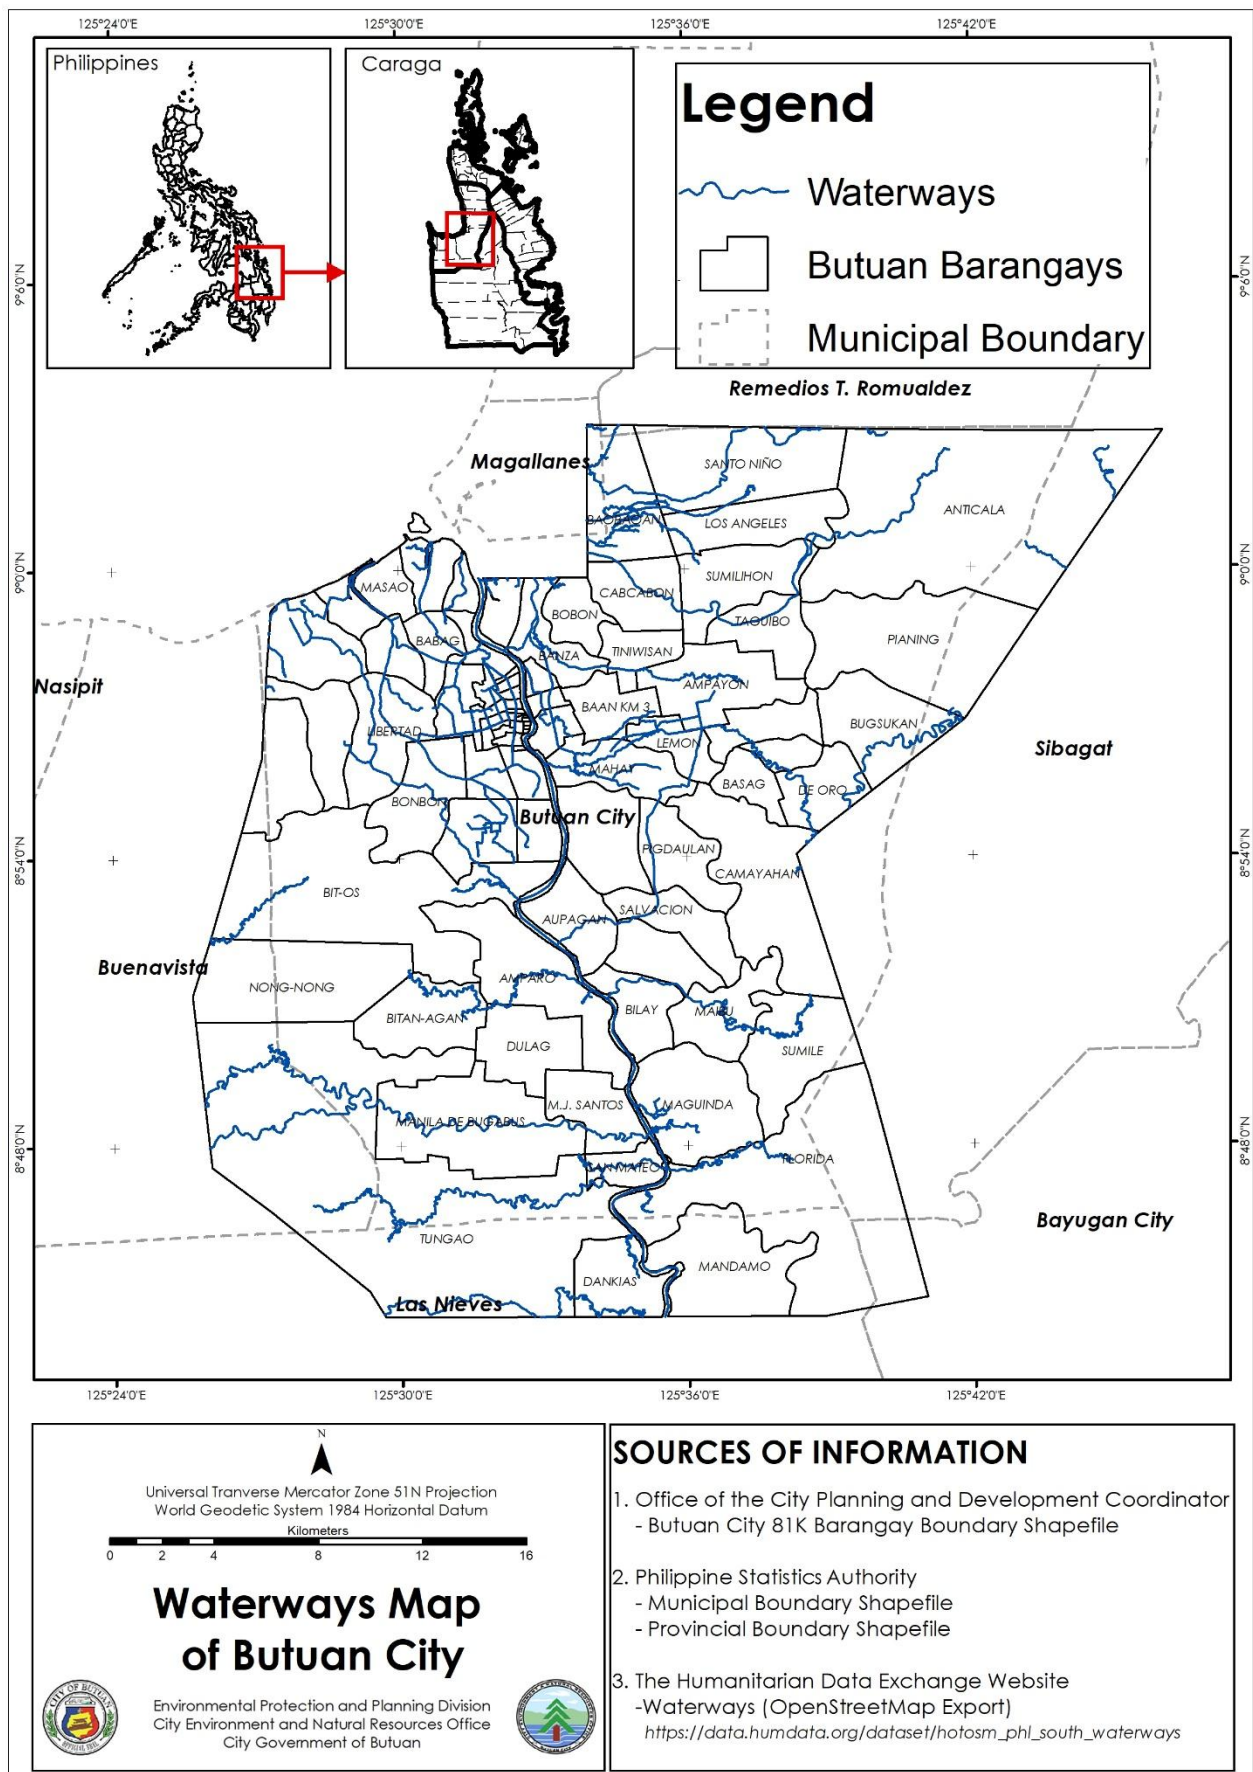 125°24'0"E
125°30'0"E
125°36'0"E
125°42'0"E
Philippines
Caraga
Legend
Waterways
Butuan Barangays
Municipal Boundary
9°6'0"N
9°6'0"N
Remedios T. Romualdez
Magallanes
SANTO NIÑO
ANTICALA
BAOBAOAN
LOS ANGELES
9°0'0"N
9°0'0"N
MASAO
SUMILIHON
CABCABON
BOBON
TAGUIBO
BABAG
PIANING
BANZA
TINIWISAN
Nasipit
AMPAYON
BAAN KM 3
BUGSUKAN
LIBERTAD
LEMON
Sibagat
MAHAY
BASAG
DE ORO
BONBON
Butuan City
PIGDAULAN
8°54'0"N
8°54'0"N
CAMAYAHAN
BIT-OS
AUPAGAN
SALVACION
Buenavista
AMPARO
NONG-NONG
BILAY
MAIBU
BITAN-AGAN
DULAG
SUMILE
M.J. SANTOS
MAGUINDA
MANILA DE BUGABUS
8°48'0"N
8°48'0"N
FLORIDA
SAN MATEO
Bayugan City
TUNGAO
MANDAMO
DANKIAS
Las Nieves
125°24'0"E
125°30'0"E
125°36'0"E
125°42'0"E
N
Universal Tranverse Mercator Zone 51N Projection
World Geodetic System 1984 Horizontal Datum
Kilometers
0 2 4 8 12 16
Waterways Map
of Butuan City
Environmental Protection and Planning Division
City Environment and Natural Resources Office
City Government of Butuan
CITY OF BUTUAN
OFFICIAL SEAL
SOURCES OF INFORMATION
1. Office of the City Planning and Development Coordinator
- Butuan City 81K Barangay Boundary Shapefile
2. Philippine Statistics Authority
- Municipal Boundary Shapefile
- Provincial Boundary Shapefile
3. The Humanitarian Data Exchange Website
-Waterways (OpenStreetMap Export)
https://data.humdata.org/dataset/hotosm_phl_south_waterways